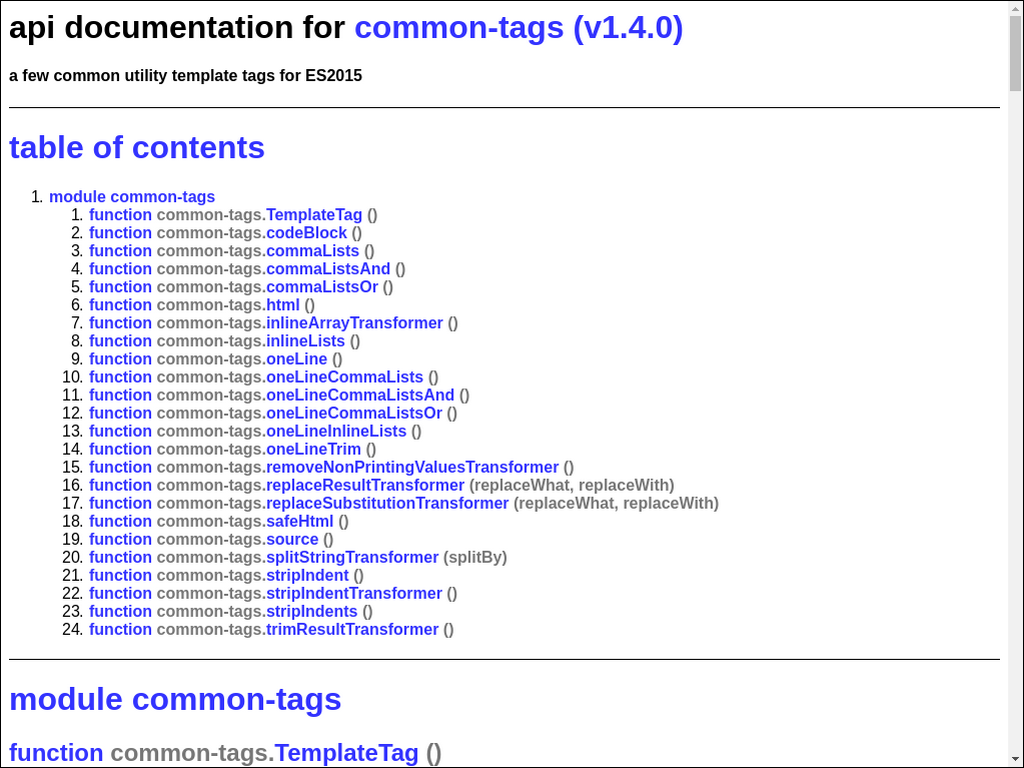 api documentation for common-tags (v1.4.0)
a few common utility template tags for ES2015
table of contents
1. module common-tags
1. function common-tags.TemplateTag ()
2. function common-tags.codeBlock ()
3. function common-tags.commaLists ()
4. function common-tags.commaListsAnd ()
5. function common-tags.commaListsOr ()
6. function common-tags.html ()
7. function common-tags.inlineArrayTransformer ()
8. function common-tags.inlineLists ()
9. function common-tags.oneLine ()
10. function common-tags.oneLineCommaLists ()
11. function common-tags.oneLineCommaListsAnd ()
12. function common-tags.oneLineCommaListsOr ()
13. function common-tags.oneLineInlineLists ()
14. function common-tags.oneLineTrim ()
15. function common-tags.removeNonPrintingValuesTransformer ()
16. function common-tags.replaceResultTransformer (replaceWhat, replaceWith)
17. function common-tags.replaceSubstitutionTransformer (replaceWhat, replaceWith)
18. function common-tags.safeHtml ()
19. function common-tags.source ()
20. function common-tags.splitStringTransformer (splitBy)
21. function common-tags.stripIndent ()
22. function common-tags.stripIndentTransformer ()
23. function common-tags.stripIndents ()
24. function common-tags.trimResultTransformer ()
module common-tags
function common-tags.TemplateTag ()